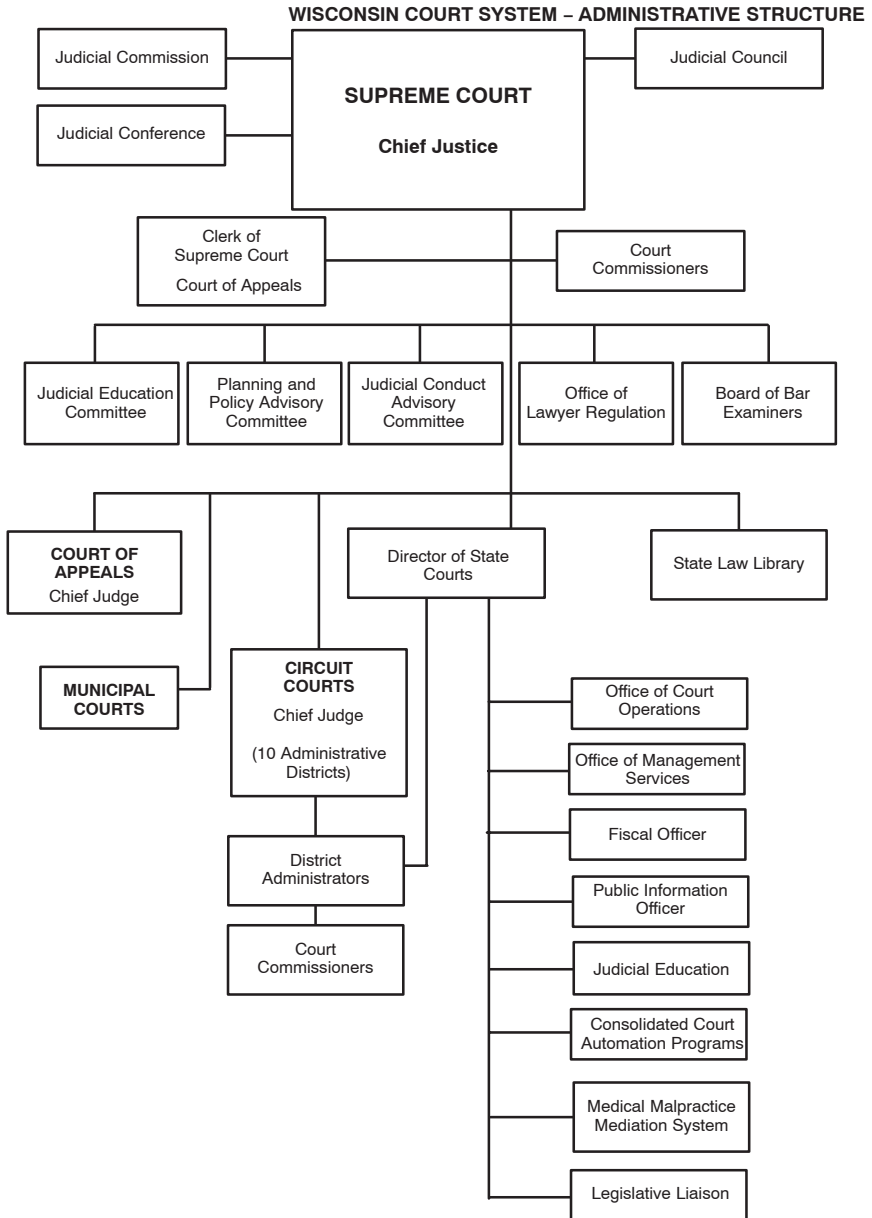 WISCONSIN COURT SYSTEM – ADMINISTRATIVE STRUCTURE
Judicial Commission
SUPREME COURT
Chief Justice
Judicial Council
Judicial Conference
Clerk of
Supreme Court
Court of Appeals
Court
Commissioners
Judicial Education
Committee
Planning and
Policy Advisory
Committee
Judicial Conduct
Advisory
Committee
Office of
Lawyer Regulation
Board of Bar
Examiners
COURT OF
APPEALS
Chief Judge
Director of State
Courts
State Law Library
MUNICIPAL
COURTS
CIRCUIT
COURTS
Chief Judge
(10 Administrative
Districts)
District
Administrators
Court
Commissioners
Office of Court
Operations
Office of Management
Services
Fiscal Officer
Public Information
Officer
Judicial Education
Consolidated Court
Automation Programs
Medical Malpractice
Mediation System
Legislative Liaison